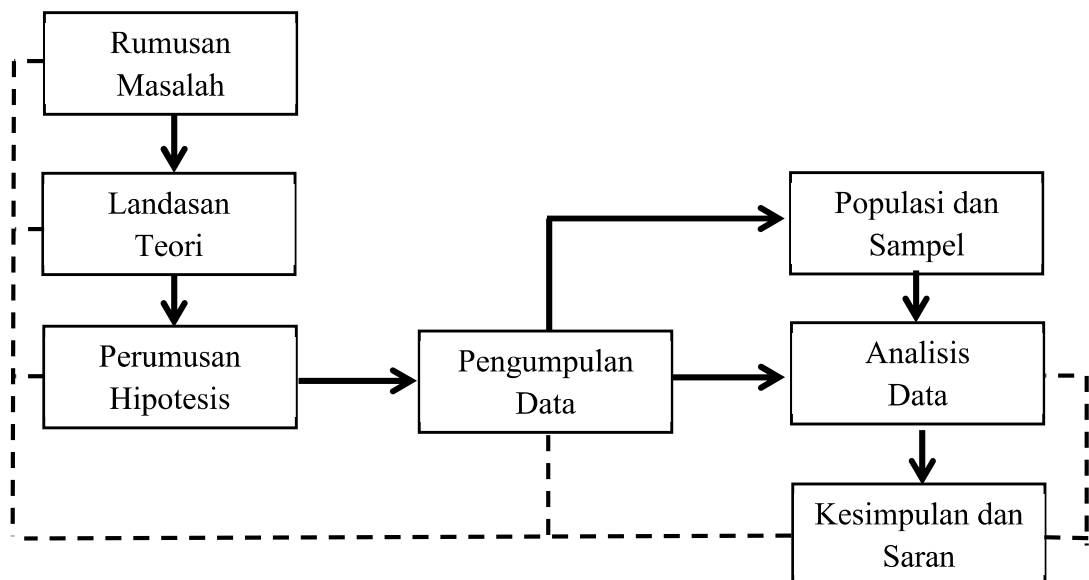 Rumusan
Masalah
Landasan
Teori
Perumusan
Hipotesis
Pengumpulan
Data
Populasi dan
Sampel
Analisis
Data
Kesimpulan dan
Saran